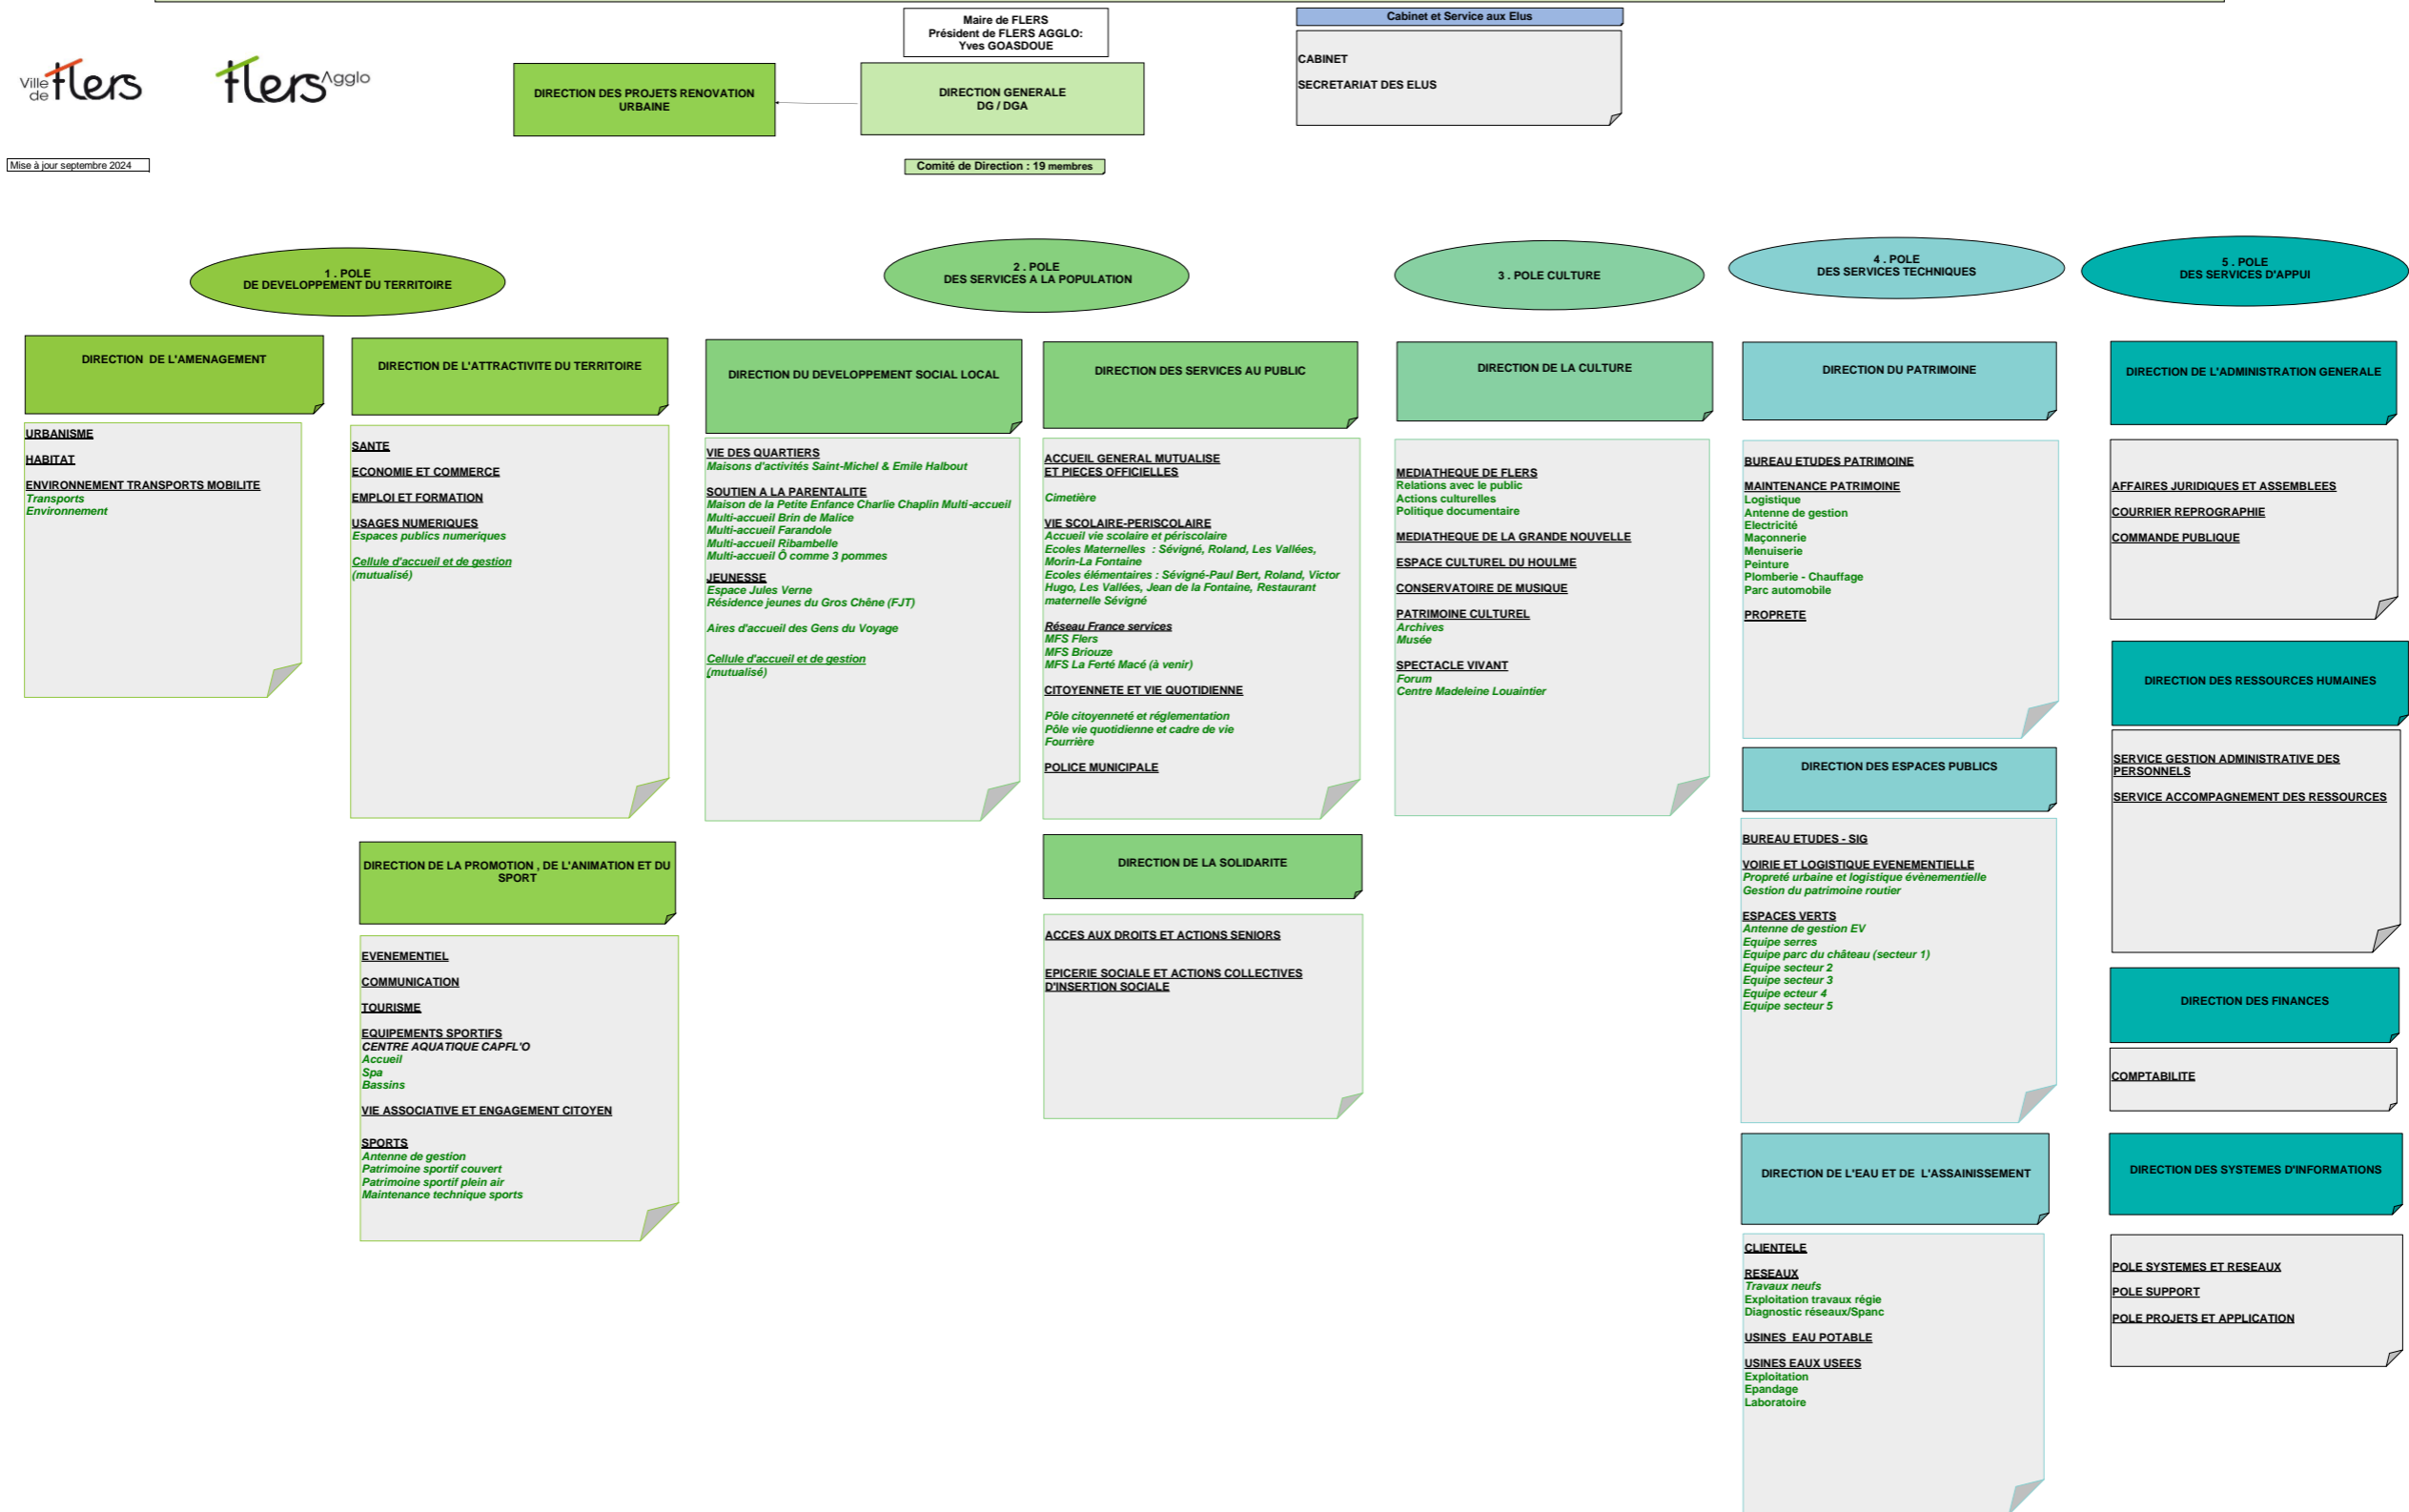 Maire de FLERS
Président de FLERS AGGLO:
Yves GOASDOUE
Cabinet et Service aux Elus
CABINET
SECRETARIAT DES ELUS
Ville de flers
flers Agglo
DIRECTION DES PROJETS RENOVATION
URBAINE
DIRECTION GENERALE
DG / DGA
Mise à jour septembre 2024
Comité de Direction : 19 membres
1 . POLE
DE DEVELOPPEMENT DU TERRITOIRE
2 . POLE
DES SERVICES A LA POPULATION
3 . POLE CULTURE
4 . POLE
DES SERVICES TECHNIQUES
5 . POLE
DES SERVICES D'APPUI
DIRECTION DE L'AMENAGEMENT
URBANISME
HABITAT
ENVIRONNEMENT TRANSPORTS MOBILITE
Transports
Environnement
DIRECTION DE L'ATTRACTIVITE DU TERRITOIRE
SANTE
ECONOMIE ET COMMERCE
EMPLOI ET FORMATION
USAGES NUMERIQUES
Espaces publics numeriques
Cellule d'accueil et de gestion
(mutualisé)
DIRECTION DE LA PROMOTION , DE L'ANIMATION ET DU
SPORT
EVENEMENTIEL
COMMUNICATION
TOURISME
EQUIPEMENTS SPORTIFS
CENTRE AQUATIQUE CAPFL'O
Accueil
Spa
Bassins
VIE ASSOCIATIVE ET ENGAGEMENT CITOYEN
SPORTS
Antenne de gestion
Patrimoine sportif couvert
Patrimoine sportif plein air
Maintenance technique sports
DIRECTION DU DEVELOPPEMENT SOCIAL LOCAL
VIE DES QUARTIERS
Maisons d'activités Saint-Michel & Emile Halbout
SOUTIEN A LA PARENTALITE
Maison de la Petite Enfance Charlie Chaplin Multi-accueil
Multi-accueil Brin de Malice
Multi-accueil Farandole
Multi-accueil Ribambelle
Multi-accueil Ô comme 3 pommes
JEUNESSE
Espace Jules Verne
Résidence jeunes du Gros Chêne (FJT)
Aires d'accueil des Gens du Voyage
Cellule d'accueil et de gestion
(mutualisé)
DIRECTION DES SERVICES AU PUBLIC
ACCUEIL GENERAL MUTUALISE
ET PIECES OFFICIELLES
Cimetière
VIE SCOLAIRE-PERISCOLAIRE
Accueil vie scolaire et périscolaire
Ecoles Maternelles : Sévigné, Roland, Les Vallées,
Morin-La Fontaine
Ecoles élémentaires : Sévigné-Paul Bert, Roland, Victor
Hugo, Les Vallées, Jean de la Fontaine, Restaurant
maternelle Sévigné
Réseau France services
MFS Flers
MFS Briouze
MFS La Ferté Macé (à venir)
CITOYENNETE ET VIE QUOTIDIENNE
Pôle citoyenneté et réglementation
Pôle vie quotidienne et cadre de vie
Fourrière
POLICE MUNICIPALE
DIRECTION DE LA SOLIDARITE
ACCES AUX DROITS ET ACTIONS SENIORS
EPICERIE SOCIALE ET ACTIONS COLLECTIVES
D'INSERTION SOCIALE
DIRECTION DE LA CULTURE
MEDIATHEQUE DE FLERS
Relations avec le public
Actions culturelles
Politique documentaire
MEDIATHEQUE DE LA GRANDE NOUVELLE
ESPACE CULTUREL DU HOULME
CONSERVATOIRE DE MUSIQUE
PATRIMOINE CULTUREL
Archives
Musée
SPECTACLE VIVANT
Forum
Centre Madeleine Louaintier
DIRECTION DU PATRIMOINE
BUREAU ETUDES PATRIMOINE
MAINTENANCE PATRIMOINE
Logistique
Antenne de gestion
Electricité
Maçonnerie
Menuiserie
Peinture
Plomberie - Chauffage
Parc automobile
PROPRETE
DIRECTION DES ESPACES PUBLICS
BUREAU ETUDES - SIG
VOIRIE ET LOGISTIQUE EVENEMENTIELLE
Propreté urbaine et logistique évènementielle
Gestion du patrimoine routier
ESPACES VERTS
Antenne de gestion EV
Equipe serres
Equipe parc du château (secteur 1)
Equipe secteur 2
Equipe secteur 3
Equipe ecteur 4
Equipe secteur 5
DIRECTION DE L'EAU ET DE L'ASSAINISSEMENT
CLIENTELE
RESEAUX
Travaux neufs
Exploitation travaux régie
Diagnostic réseaux/Spanc
USINES EAU POTABLE
USINES EAUX USEES
Exploitation
Epandage
Laboratoire
DIRECTION DE L'ADMINISTRATION GENERALE
AFFAIRES JURIDIQUES ET ASSEMBLEES
COURRIER REPROGRAPHIE
COMMANDE PUBLIQUE
DIRECTION DES RESSOURCES HUMAINES
SERVICE GESTION ADMINISTRATIVE DES
PERSONNELS
SERVICE ACCOMPAGNEMENT DES RESSOURCES
DIRECTION DES FINANCES
COMPTABILITE
DIRECTION DES SYSTEMES D'INFORMATIONS
POLE SYSTEMES ET RESEAUX
POLE SUPPORT
POLE PROJETS ET APPLICATION